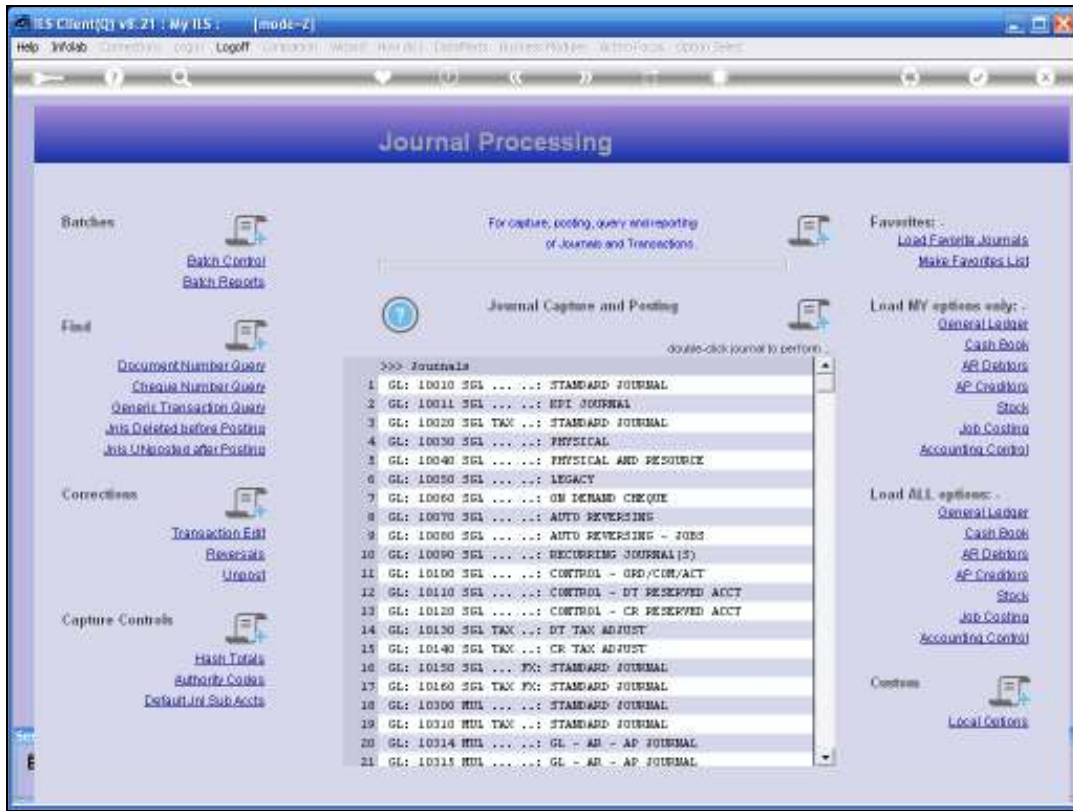 IES Client(Q) v8.21 : My IES : [mode=Z]
Help Infolab Logoff
Journal Processing
Batches
Batch Control
Batch Reports
Find
Document Number Query
Cheque Number Query
Generic Transaction Query
Jnls Deleted before Posting
Jnls UNposted after Posting
Corrections
Transaction Edit
Reversals
Unpost
Capture Controls
Hash Totals
Authority Codes
Default Jnl Sub Accts
For capture, posting, query and reporting
of Journals and Transactions.
Journal Capture and Posting
double-click journal to perform..
>>> Journals
1 GL: 10010 SGL ... ..: STANDARD JOURNAL
2 GL: 10011 SGL ... ..: KPI JOURNAL
3 GL: 10020 SGL TAX ..: STANDARD JOURNAL
4 GL: 10030 SGL ... ..: PHYSICAL
5 GL: 10040 SGL ... ..: PHYSICAL AND RESOURCE
6 GL: 10050 SGL ... ..: LEGACY
7 GL: 10060 SGL ... ..: ON DEMAND CHEQUE
8 GL: 10070 SGL ... ..: AUTO REVERSING
9 GL: 10080 SGL ... ..: AUTO REVERSING - JOBS
10 GL: 10090 SGL ... ..: RECURRING JOURNAL(S)
11 GL: 10100 SGL ... ..: CONTROL - ORD/COM/ACT
12 GL: 10110 SGL ... ..: CONTROL - DT RESERVED ACCT
13 GL: 10120 SGL ... ..: CONTROL - CR RESERVED ACCT
14 GL: 10130 SGL TAX ..: DT TAX ADJUST
15 GL: 10140 SGL TAX ..: CR TAX ADJUST
16 GL: 10150 SGL ... FX: STANDARD JOURNAL
17 GL: 10160 SGL TAX FX: STANDARD JOURNAL
18 GL: 10300 MUL ... ..: STANDARD JOURNAL
19 GL: 10310 MUL TAX ..: STANDARD JOURNAL
20 GL: 10314 MUL ... ..: GL - AR - AP JOURNAL
21 GL: 10315 MUL ... ..: GL - AR - AP JOURNAL
Favorites: .
Load Favorite Journals
Make Favorites List
Load MY options only: .
General Ledger
Cash Book
AR Debtors
AP Creditors
Stock
Job Costing
Accounting Control
Load ALL options: .
General Ledger
Cash Book
AR Debtors
AP Creditors
Stock
Job Costing
Accounting Control
Custom
Local Options